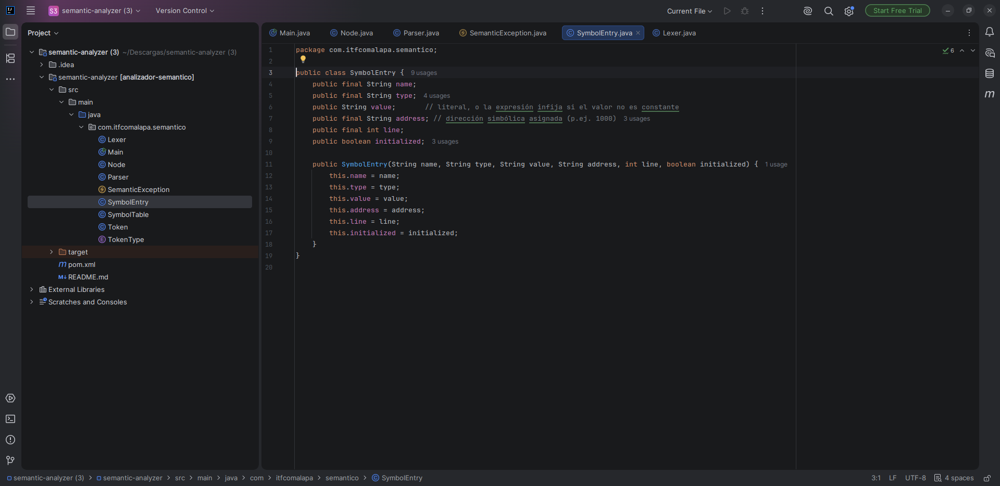 S3 semantic-analyzer (3) Version Control Current File Start Free Trial
Project
Main.java Node.java Parser.java SemanticException.java SymbolEntry.java Lexer.java
semantic-analyzer (3) ~/Descargas/semantic-analyzer (3)
.idea
semantic-analyzer [analizador-semantico]
src
main
java
com.itfcomalapa.semantico
Lexer
Main
Node
Parser
SemanticException
SymbolEntry
SymbolTable
Token
TokenType
target
pom.xml
README.md
External Libraries
Scratches and Consoles
6
1 package com.itfcomalapa.semantico;
2
3 public class SymbolEntry { 9 usages
4 public final String name;
5 public final String type; 4 usages
6 public String value; // literal, o la expresión infija si el valor no es constante
7 public final String address; // dirección simbólica asignada (p.ej. 1000) 3 usages
8 public final int line;
9 public boolean initialized; 3 usages
10
11 public SymbolEntry(String name, String type, String value, String address, int line, boolean initialized) { 1 usage
12 this.name = name;
13 this.type = type;
14 this.value = value;
15 this.address = address;
16 this.line = line;
17 this.initialized = initialized;
18 }
19 }
20
semantic-analyzer (3) > semantic-analyzer > src > main > java > com > itfcomalapa > semantico > SymbolEntry
3:1 LF UTF-8 4 spaces